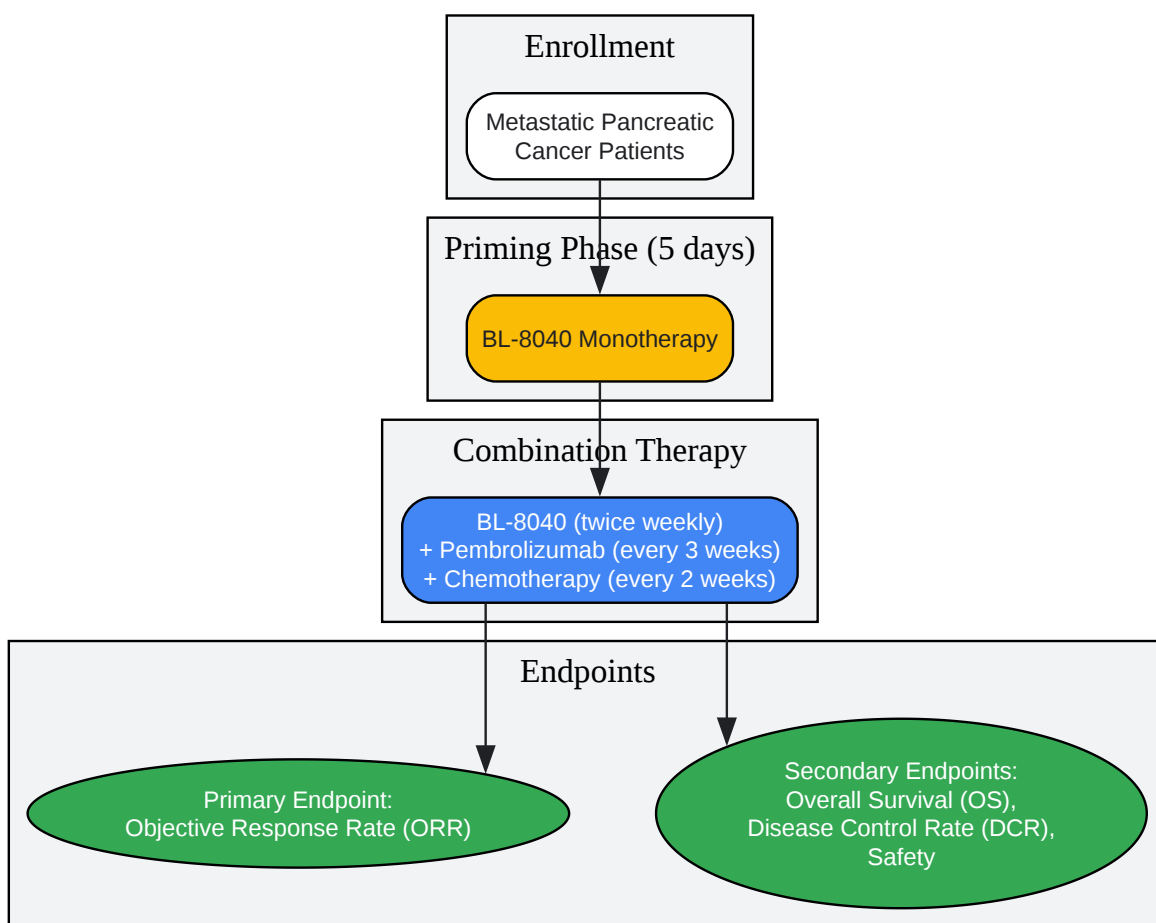 Enrollment
Metastatic Pancreatic
Cancer Patients
Priming Phase (5 days)
BL-8040 Monotherapy
Combination Therapy
BL-8040 (twice weekly)
+ Pembrolizumab (every 3 weeks)
+ Chemotherapy (every 2 weeks)
Endpoints
Primary Endpoint:
Objective Response Rate (ORR)
Secondary Endpoints:
Overall Survival (OS),
Disease Control Rate (DCR),
Safety